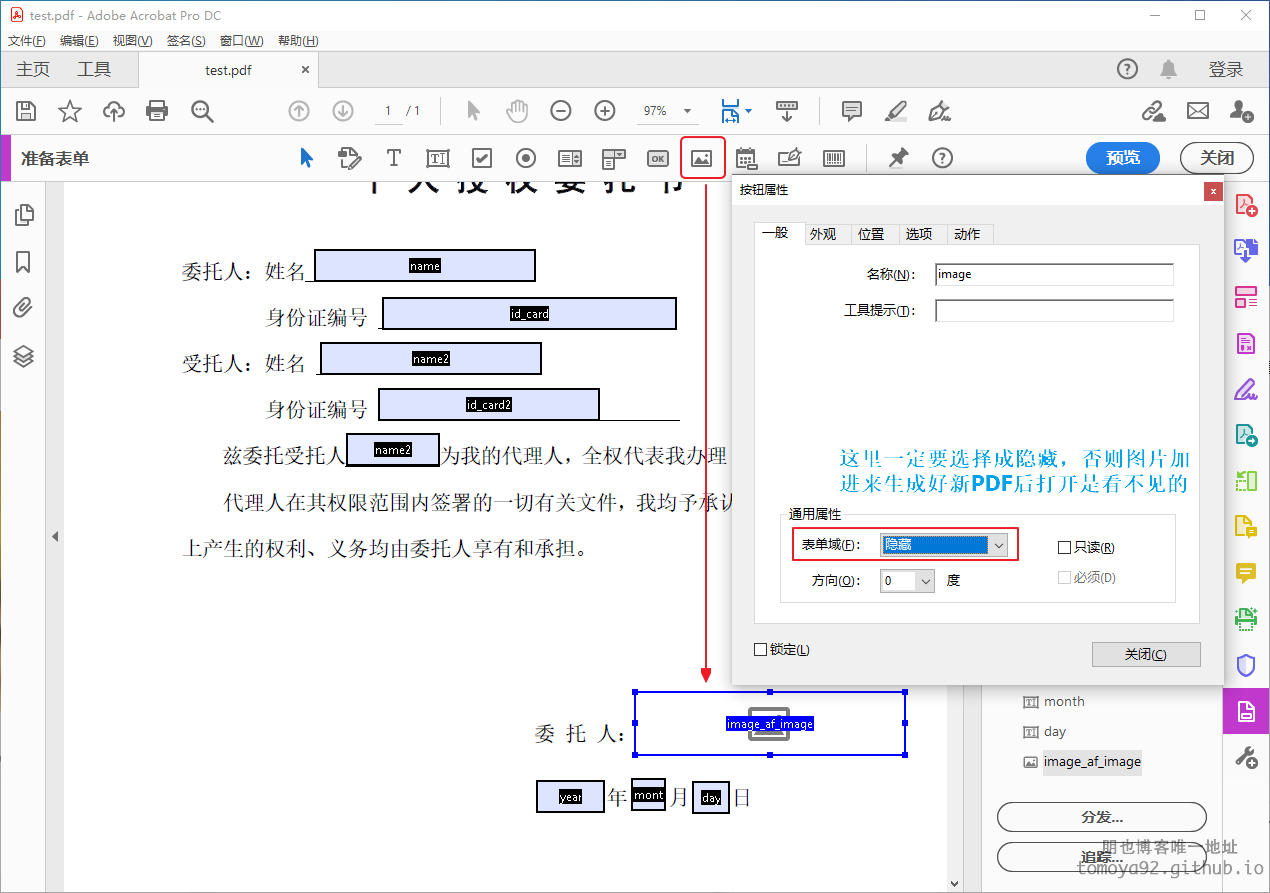 test.pdf - Adobe Acrobat Pro DC
文件(F) 编辑(E) 视图(V) 签名(S) 窗口(W) 帮助(H)
主页 工具 test.pdf × 登录
1 / 1 97%
准备表单 OK 预览 关闭
个人授权委托书
按钮属性
一般 外观 位置 选项 动作
名称(N): image
工具提示(T):
这里一定要选择成隐藏，否则图片加
进来生成好新PDF后打开是看不见的
通用属性
表单域(F): 隐藏 只读(R)
方向(O): 0 度 必须(D)
锁定(L) 关闭(C)
委托人：姓名 name
身份证编号 id_card
受托人：姓名 name2
身份证编号 id_card2
兹委托受托人 name2 为我的代理人，全权代表我办理
代理人在其权限范围内签署的一切有关文件，我均予承认
上产生的权利、义务均由委托人享有和承担。
委 托 人： image_af_image
year 年 mont 月 day 日
month
day
image_af_image
分发...
追踪...
朋也博客唯一地址
tomoya92.github.io